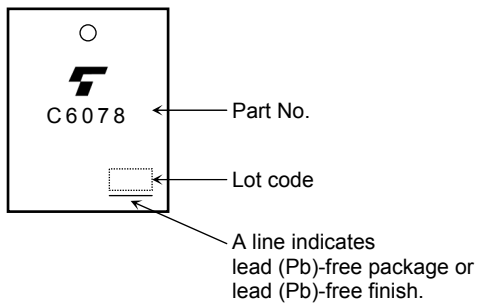 C6078
Part No.
Lot code
A line indicates
lead (Pb)-free package or
lead (Pb)-free finish.